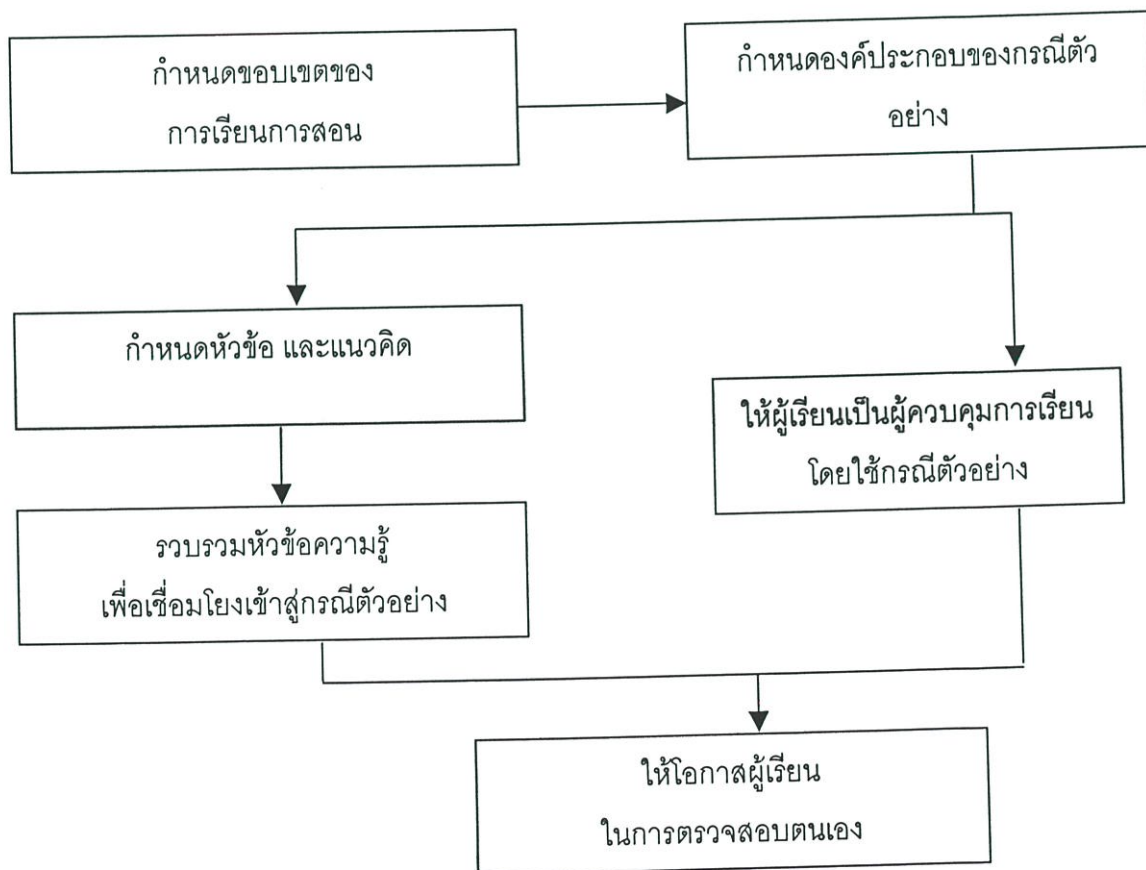 กำหนดขอบเขตของ
การเรียนการสอน
กำหนดองค์ประกอบของกรณีตัว
อย่าง
กำหนดหัวข้อ และแนวคิด
ให้ผู้เรียนเป็นผู้ควบคุมการเรียน
โดยใช้กรณีตัวอย่าง
รวบรวมหัวข้อความรู้
เพื่อเชื่อมโยงเข้าสู่กรณีตัวอย่าง
ให้โอกาสผู้เรียน
ในการตรวจสอบตนเอง